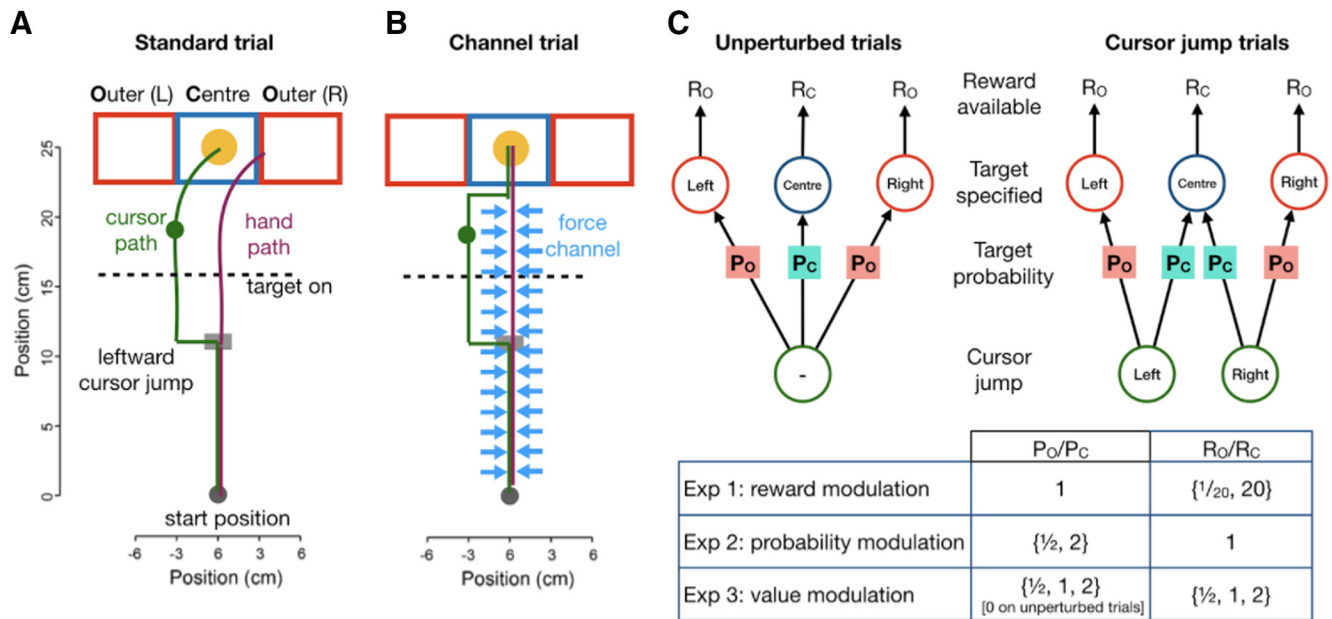 A
Standard trial
Outer (L) Centre Outer (R)
25
20
15
10
5
0
Position (cm)
cursor
path
hand
path
target on
leftward
cursor jump
start position
-6 -3 6 3 6
Position (cm)
B
Channel trial
force
channel
-6 -3 6 3 6
Position (cm)
C
Unperturbed trials
Cursor jump trials
RO RC RO
Reward
available
RO RC RO
Left Centre Right
Target
specified
Left Centre Right
PO PC PO
Target
probability
PO PC PC PO
-
Cursor
jump
Left Right
PO/PC RO/RC
Exp 1: reward modulation 1 {1/20, 20}
Exp 2: probability modulation {½, 2} 1
Exp 3: value modulation {½, 1, 2} {½, 1, 2}
[0 on unperturbed trials]